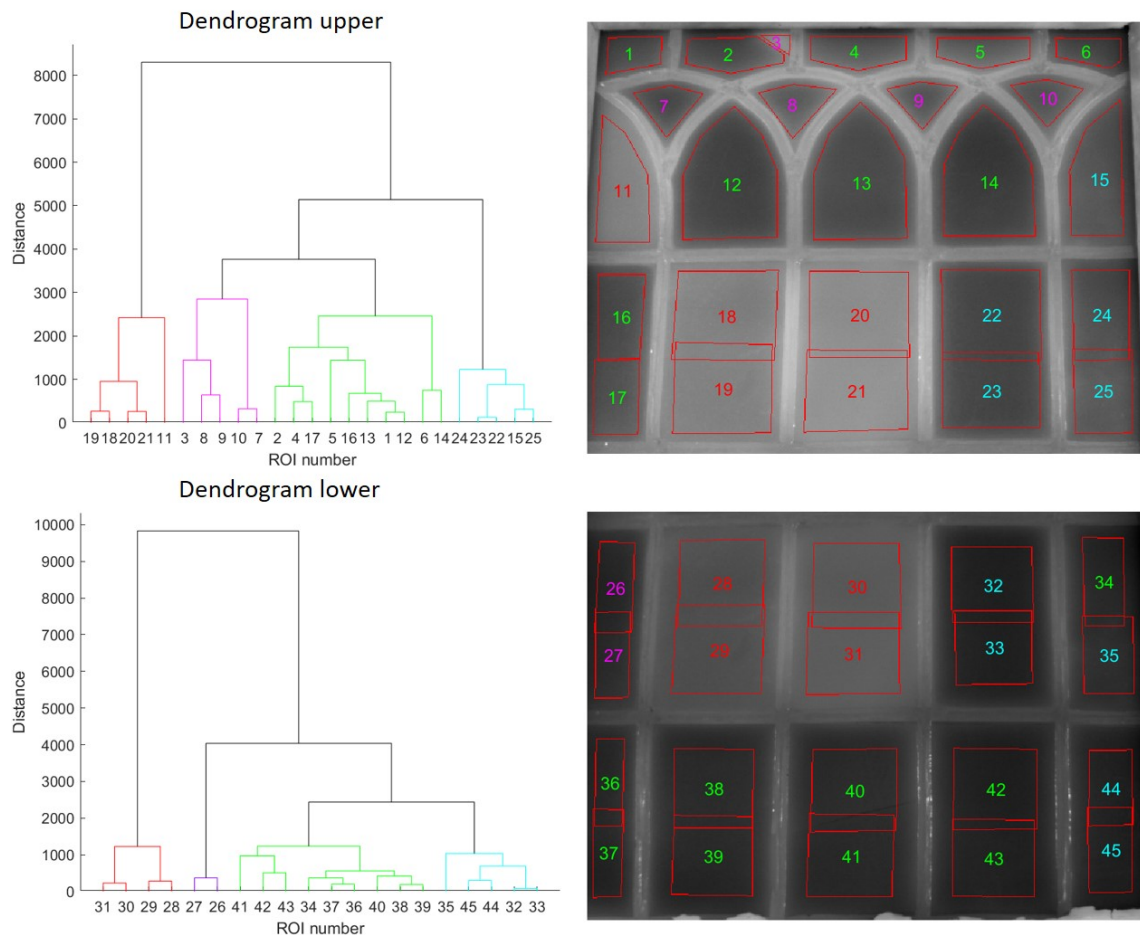 Dendrogram upper
8000
7000
6000
5000
4000
3000
2000
1000
0
Distance
19 18 20 21 11 3 8 9 10 7 2 4 17 5 16 13 1 12 6 14 24 23 22 15 25
ROI number
1 2 3 4 5 6
7 8 9 10
11 12 13 14 15
16 18 20 22 24
17 19 21 23 25
Dendrogram lower
10000
9000
8000
7000
6000
5000
4000
3000
2000
1000
0
Distance
31 30 29 28 27 26 41 42 43 34 37 36 40 38 39 35 45 44 32 33
ROI number
26 28 30 32 34
27 29 31 33 35
36 38 40 42 44
37 39 41 43 45